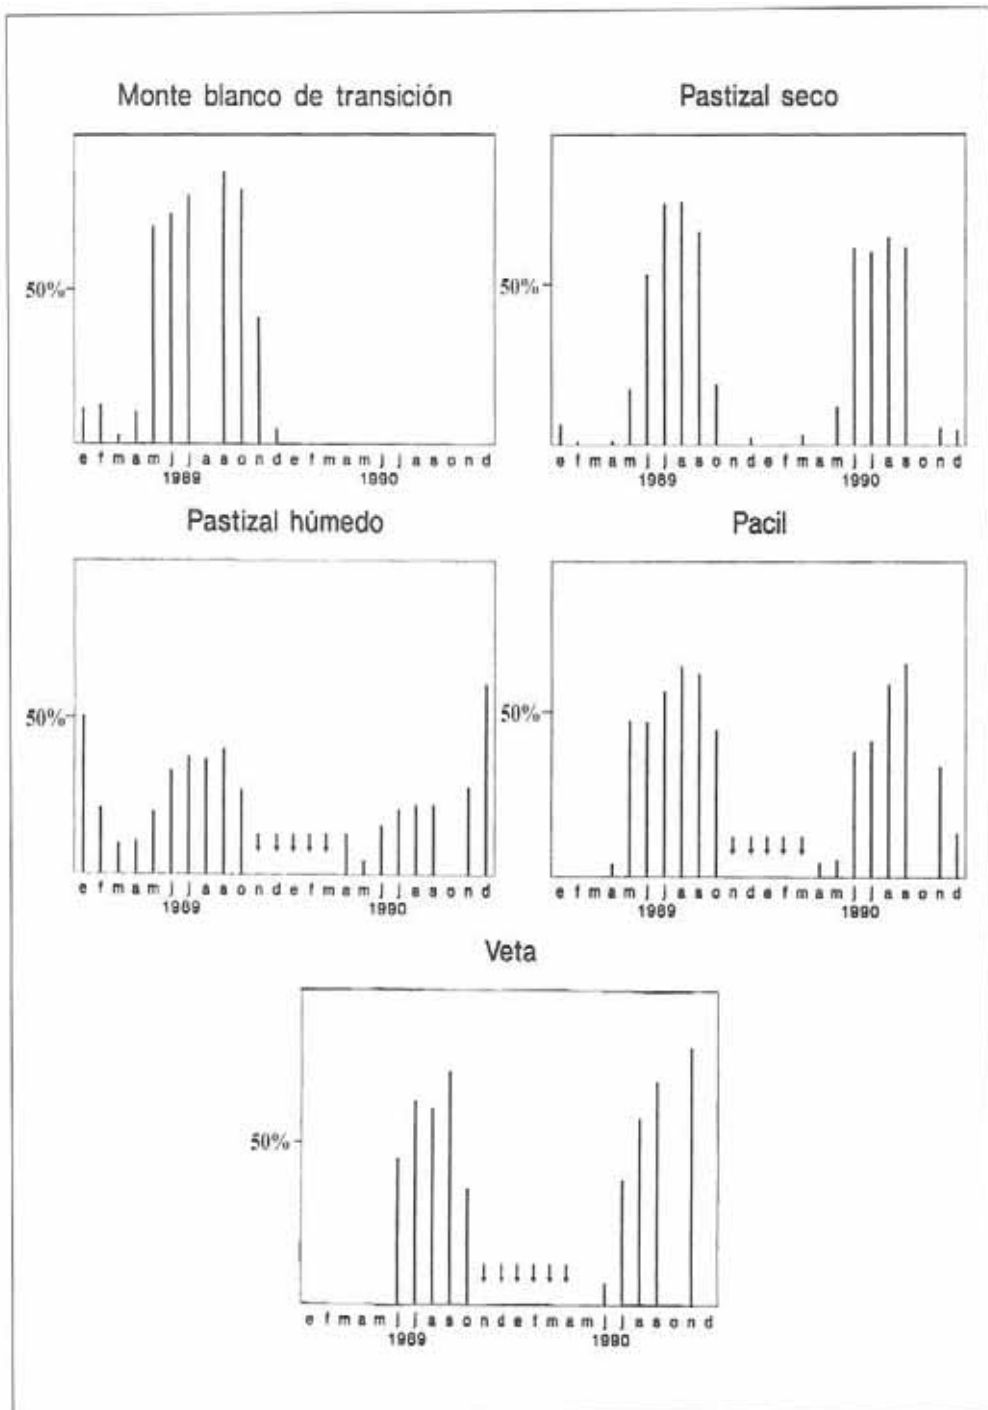 Monte blanco de transición
50%
e f m a m j j a s o n d e f m a m j j a s o n d
1989 1990
Pastizal seco
50%
e f m a m j j a s o n d e f m a m j j a s o n d
1989 1990
Pastizal húmedo
50%
e f m a m j j a s o n d e f m a m j j a s o n d
1989 1990
Pacil
50%
e f m a m j j a s o n d e f m a m j j a s o n d
1989 1990
Veta
50%
e f m a m j j a s o n d e f m a m j j a s o n d
1989 1990